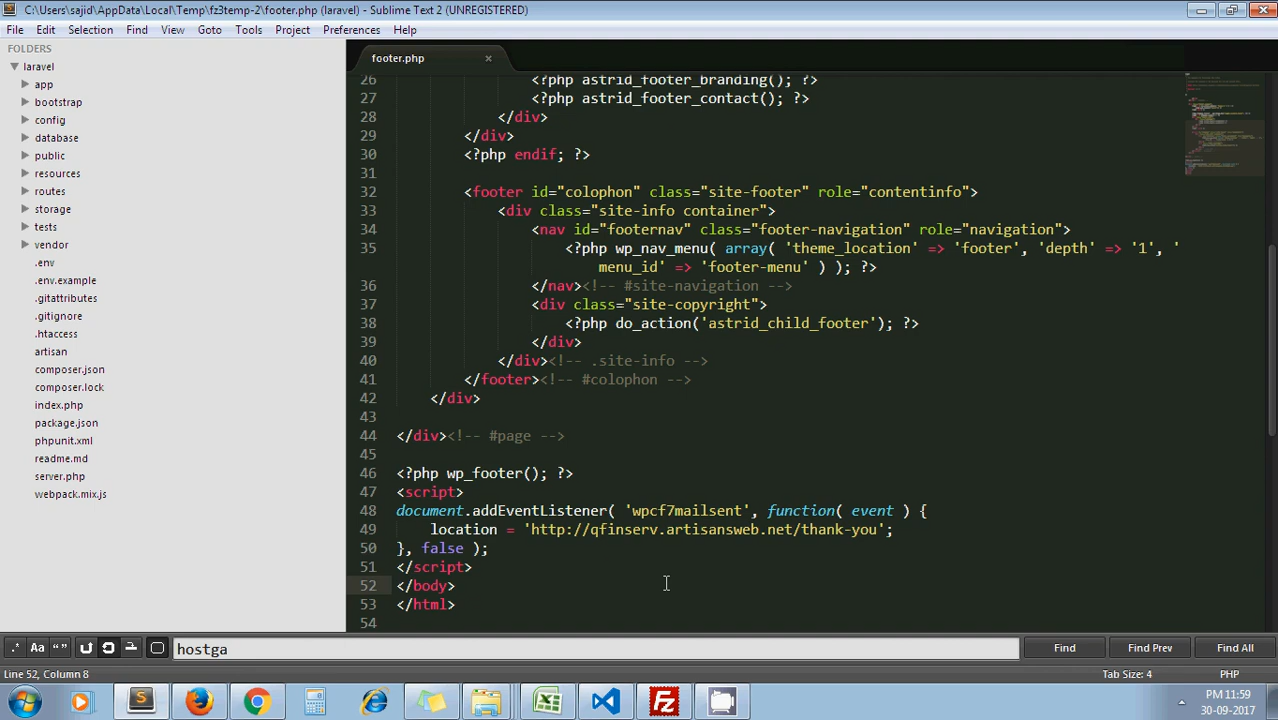 C:\Users\sajid\AppData\Local\Temp\fz3temp-2\footer.php (laravel) - Sublime Text 2 (UNREGISTERED)
File Edit Selection Find View Goto Tools Project Preferences Help
FOLDERS
laravel
app
bootstrap
config
database
public
resources
routes
storage
tests
vendor
.env
.env.example
.gitattributes
.gitignore
.htaccess
artisan
composer.json
composer.lock
index.php
package.json
phpunit.xml
readme.md
server.php
webpack.mix.js
footer.php ×
26 <?php astrid_footer_branding(); ?>
27 <?php astrid_footer_contact(); ?>
28 </div>
29 </div>
30 <?php endif; ?>
31
32 <footer id="colophon" class="site-footer" role="contentinfo">
33 <div class="site-info container">
34 <nav id="footernav" class="footer-navigation" role="navigation">
35 <?php wp_nav_menu( array( 'theme_location' => 'footer', 'depth' => '1', '
menu_id' => 'footer-menu' ) ); ?>
36 </nav><!-- #site-navigation -->
37 <div class="site-copyright">
38 <?php do_action('astrid_child_footer'); ?>
39 </div>
40 </div><!-- .site-info -->
41 </footer><!-- #colophon -->
42 </div>
43
44 </div><!-- #page -->
45
46 <?php wp_footer(); ?>
47 <script>
48 document.addEventListener( 'wpcf7mailsent', function( event ) {
49 location = 'http://qfinserv.artisansweb.net/thank-you';
50 }, false );
51 </script>
52 </body>
53 </html>
54
.* Aa “ ” hostga Find Find Prev Find All
Line 52, Column 8 Tab Size: 4 PHP
PM 11:59
30-09-2017